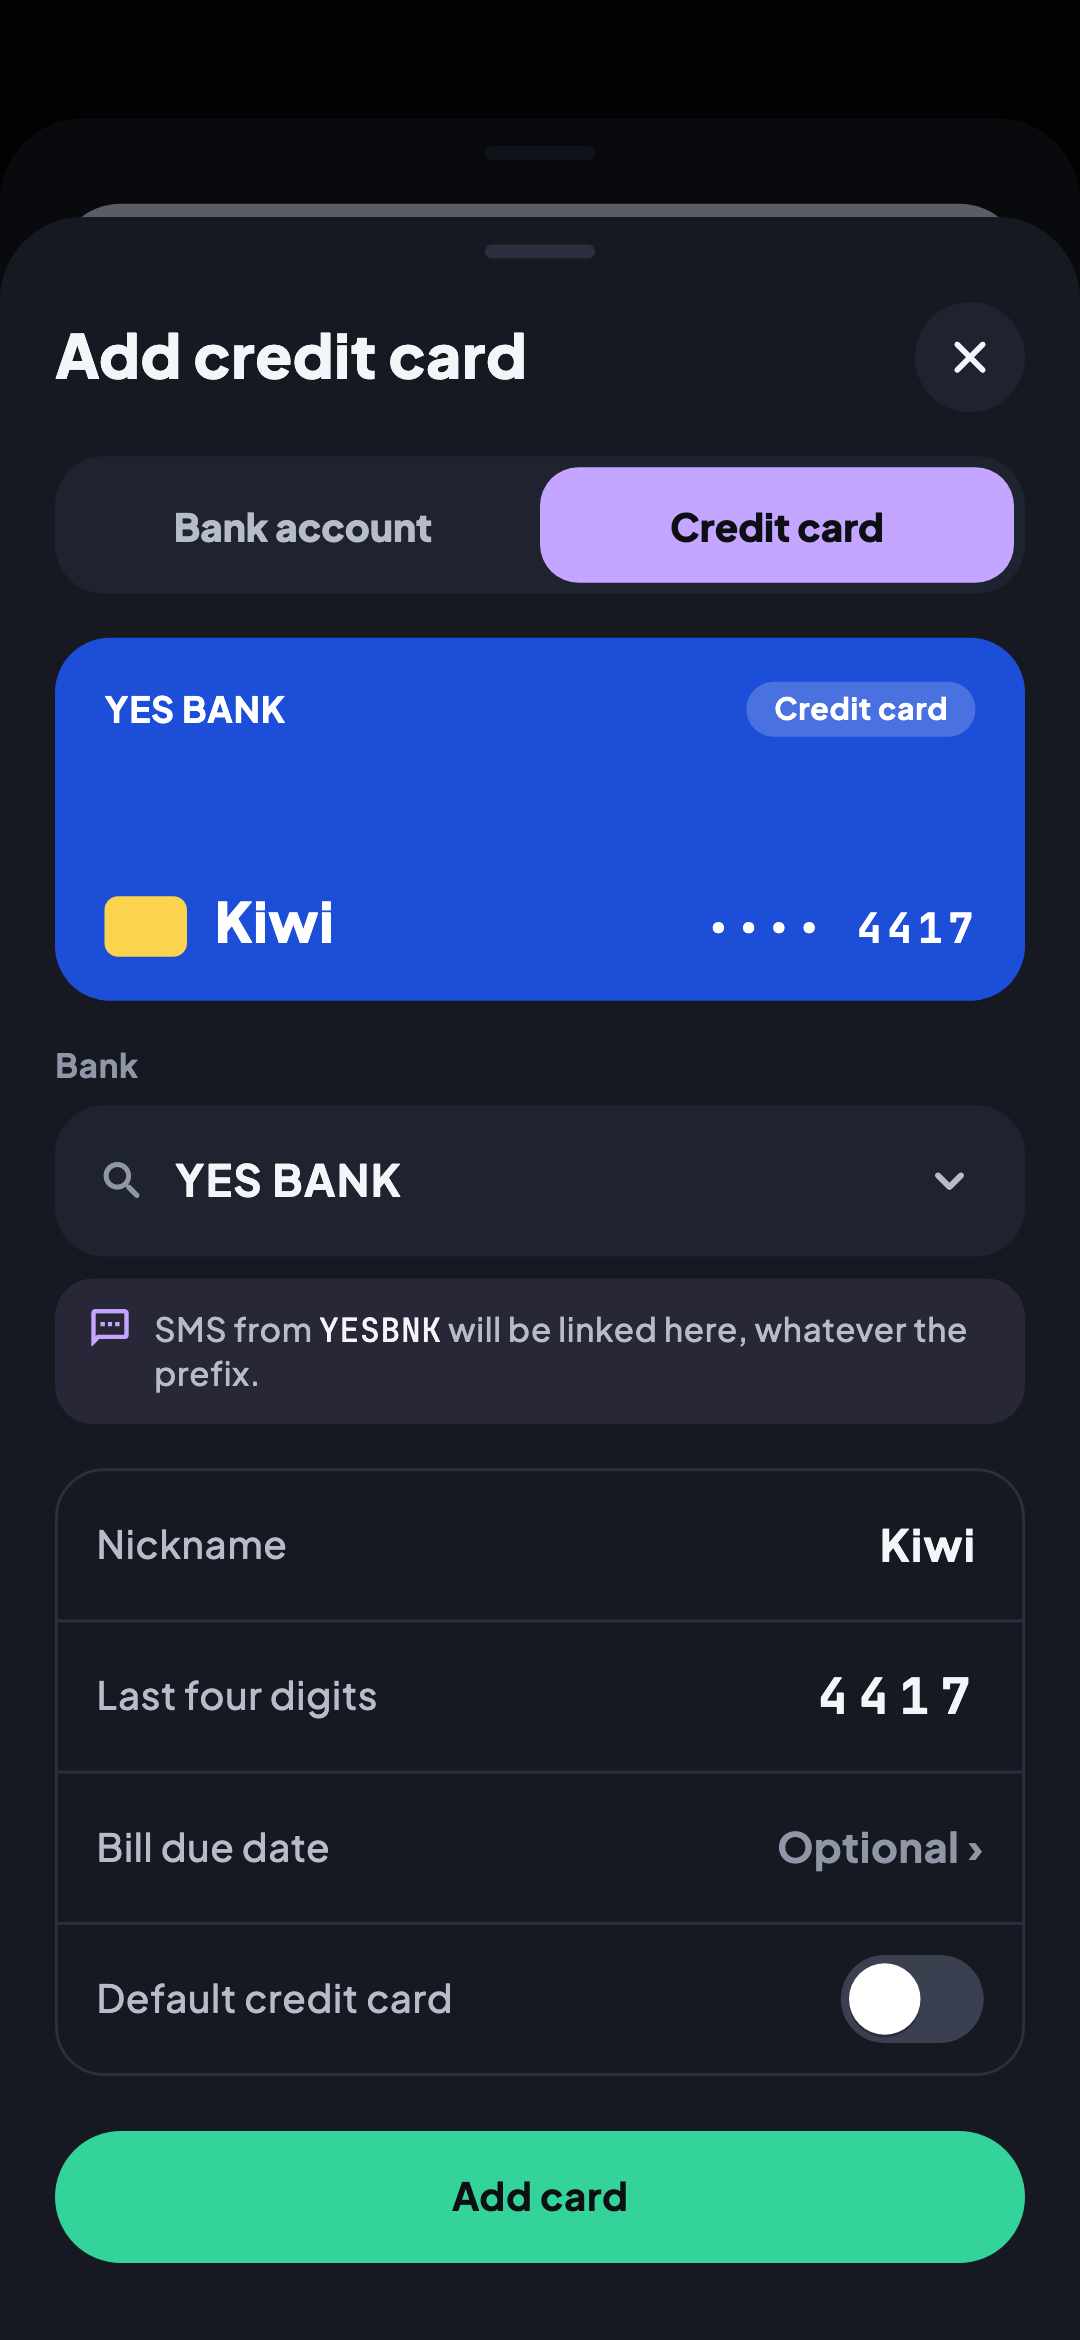 Add credit card
Bank account
Credit card
YES BANK
Credit card
Kiwi
•••• 4417
Bank
YES BANK
SMS from YESBNK will be linked here, whatever the
prefix.
Nickname
Kiwi
Last four digits
4417
Bill due date
Optional ›
Default credit card
Add card